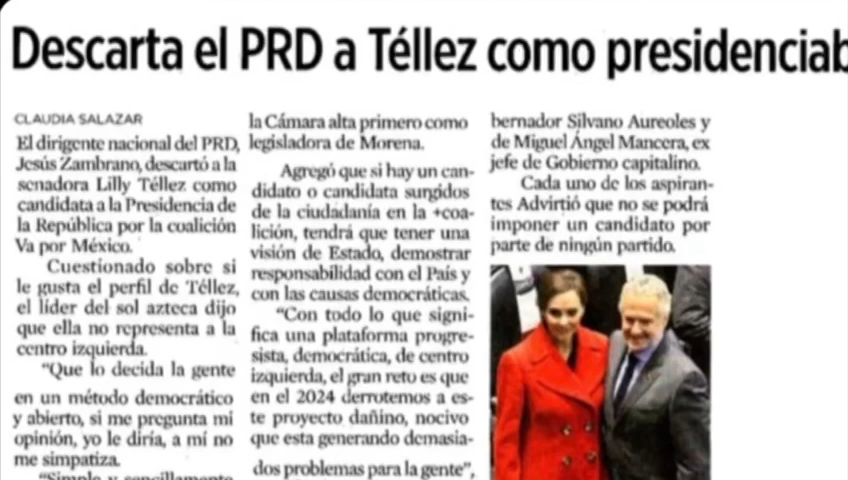 Descarta el PRD a Téllez como presidenciab
CLAUDIA SALAZAR
El dirigente nacional del PRD,
Jesús Zambrano, descartó a la
senadora Lilly Téllez como
candidata a la Presidencia de
la República por la coalición
Va por México.
Cuestionado sobre si
le gusta el perfil de Téllez,
el líder del sol azteca dijo
que ella no representa a la
centro izquierda.
"Que lo decida la gente
en un método democrático
y abierto, si me pregunta mi
opinión, yo le diría, a mí no
me simpatiza.
"Simple y sencillamente
la Cámara alta primero como
legisladora de Morena.
Agregó que si hay un can-
didato o candidata surgidos
de la ciudadanía en la +coa-
lición, tendrá que tener una
visión de Estado, demostrar
responsabilidad con el País y
con las causas democráticas.
"Con todo lo que signi-
fica una plataforma progre-
sista, democrática, de centro
izquierda, el gran reto es que
en el 2024 derrotemos a es-
te proyecto dañino, nocivo
que esta generando demasia-
dos problemas para la gente",
bernador Silvano Aureoles y
de Miguel Ángel Mancera, ex
jefe de Gobierno capitalino.
Cada uno de los aspiran-
tes Advirtió que no se podrá
imponer un candidato por
parte de ningún partido.